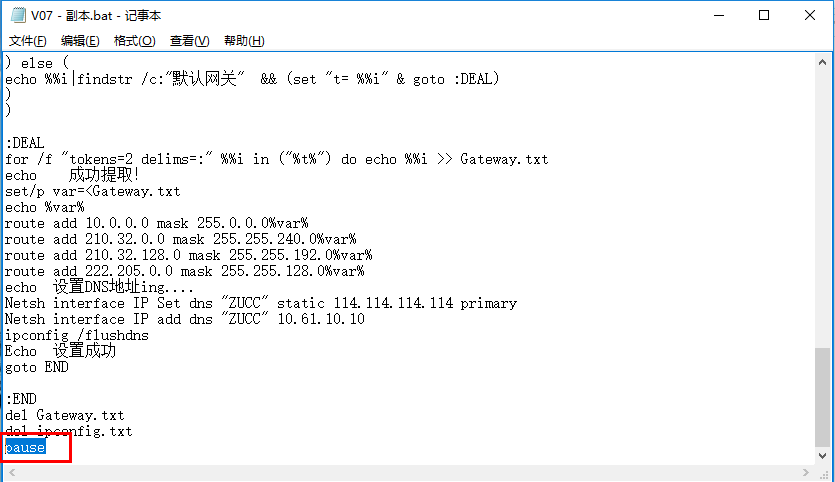 V07 - 副本.bat - 记事本
文件(F) 编辑(E) 格式(O) 查看(V) 帮助(H)
) else (
echo %%i|findstr /c:"默认网关"  && (set "t= %%i" & goto :DEAL)
)
)
:DEAL
for /f "tokens=2 delims=:" %%i in ("%t%") do echo %%i >> Gateway.txt
echo    成功提取!
set/p var=<Gateway.txt
echo %var%
route add 10.0.0.0 mask 255.0.0.0%var%
route add 210.32.0.0 mask 255.255.240.0%var%
route add 210.32.128.0 mask 255.255.192.0%var%
route add 222.205.0.0 mask 255.255.128.0%var%
echo  设置DNS地址ing....
Netsh interface IP Set dns "ZUCC" static 114.114.114.114 primary
Netsh interface IP add dns "ZUCC" 10.61.10.10
ipconfig /flushdns
Echo  设置成功
goto END
:END
del Gateway.txt
del ipconfig.txt
pause